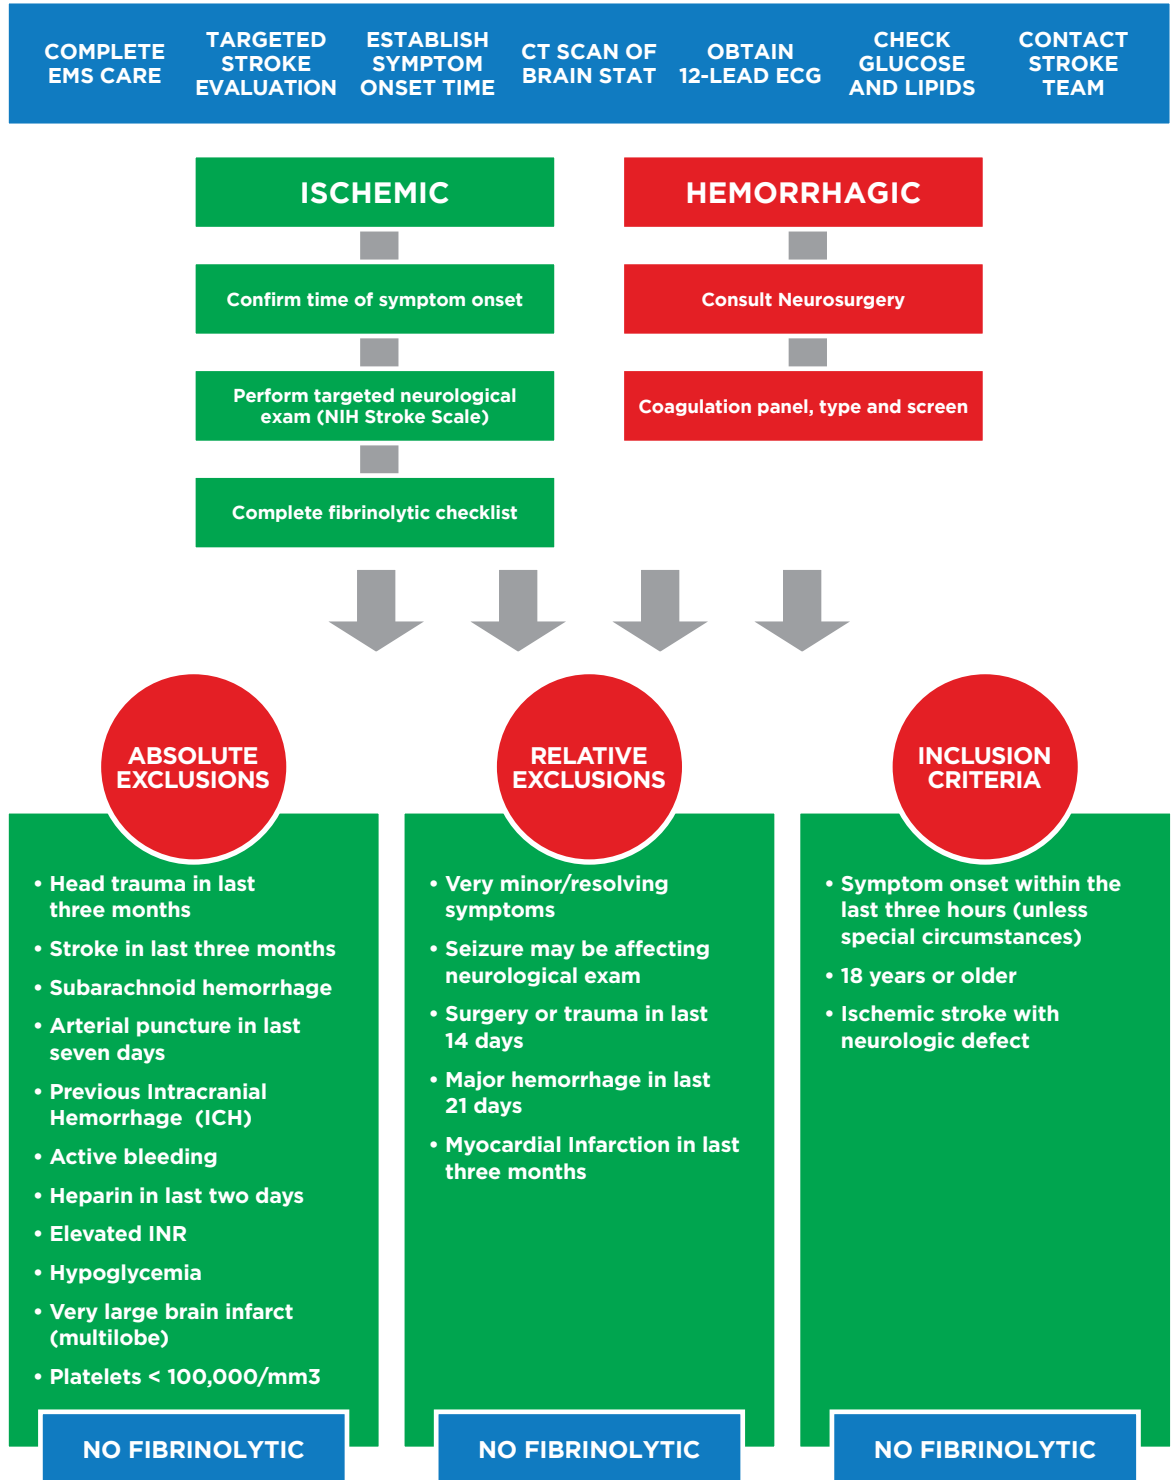 COMPLETE
EMS CARE
TARGETED
STROKE
EVALUATION
ESTABLISH
SYMPTOM
ONSET TIME
CT SCAN OF
BRAIN STAT
OBTAIN
12-LEAD ECG
CHECK
GLUCOSE
AND LIPIDS
CONTACT
STROKE
TEAM
ISCHEMIC
Confirm time of symptom onset
Perform targeted neurological
exam (NIH Stroke Scale)
Complete fibrinolytic checklist
HEMORRHAGIC
Consult Neurosurgery
Coagulation panel, type and screen
ABSOLUTE
EXCLUSIONS
• Head trauma in last
three months
• Stroke in last three months
• Subarachnoid hemorrhage
• Arterial puncture in last
seven days
• Previous Intracranial
Hemorrhage (ICH)
• Active bleeding
• Heparin in last two days
• Elevated INR
• Hypoglycemia
• Very large brain infarct
(multilobe)
• Platelets < 100,000/mm3
NO FIBRINOLYTIC
RELATIVE
EXCLUSIONS
• Very minor/resolving
symptoms
• Seizure may be affecting
neurological exam
• Surgery or trauma in last
14 days
• Major hemorrhage in last
21 days
• Myocardial Infarction in last
three months
NO FIBRINOLYTIC
INCLUSION
CRITERIA
• Symptom onset within the
last three hours (unless
special circumstances)
• 18 years or older
• Ischemic stroke with
neurologic defect
NO FIBRINOLYTIC